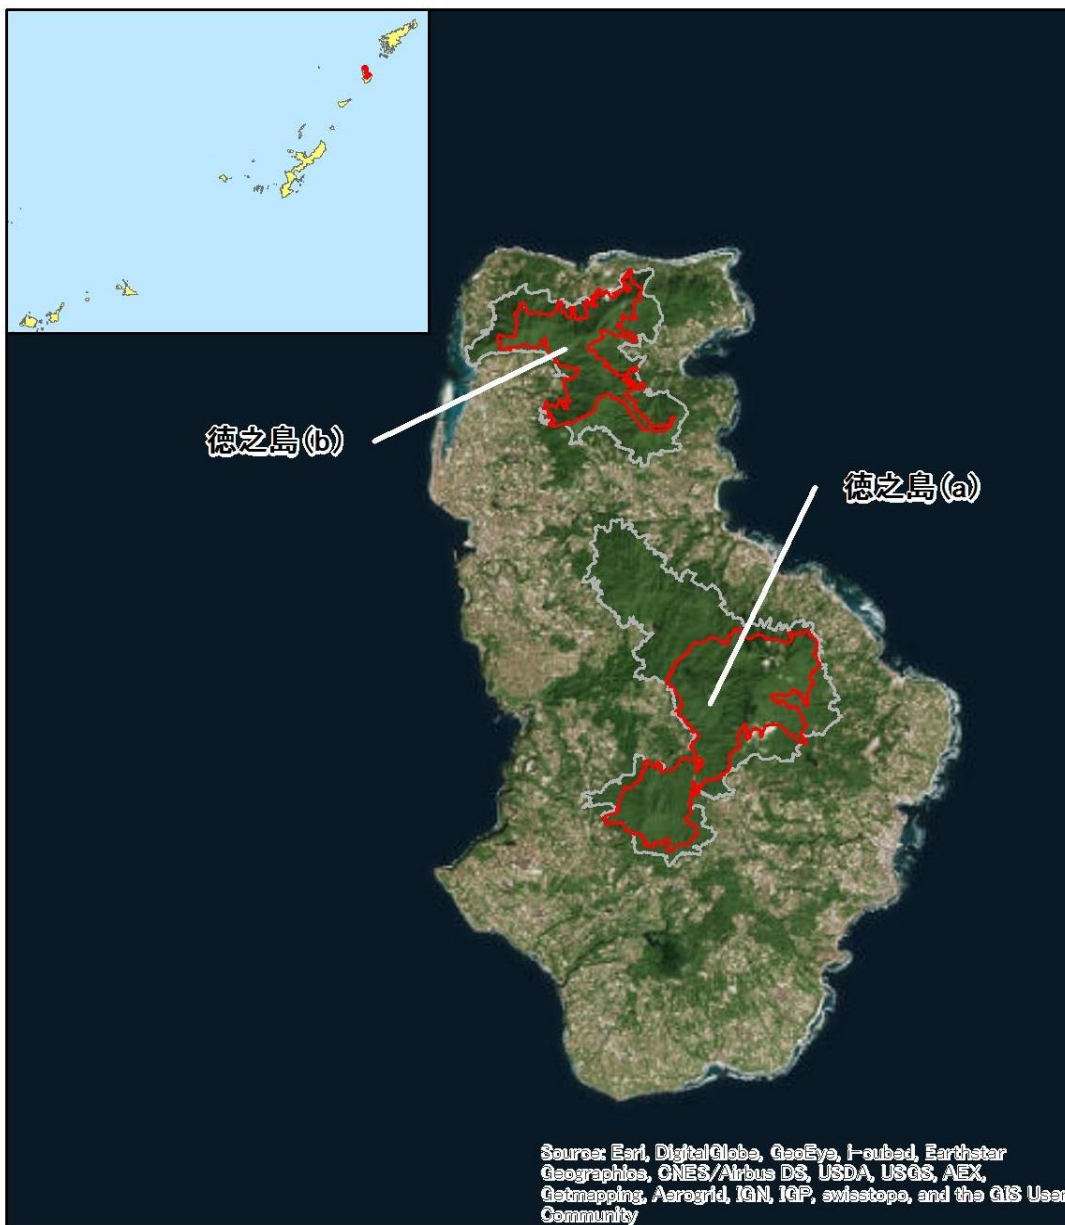 徳之島(b)
徳之島(a)
Source: Esri, DigitalGlobe, GeoEye, i-cubed, Earthstar
Geographics, CNES/Airbus DS, USDA, USGS, AEX,
Getmapping, Aerogrid, IGN, IGP, swisstopo, and the GIS User
Community